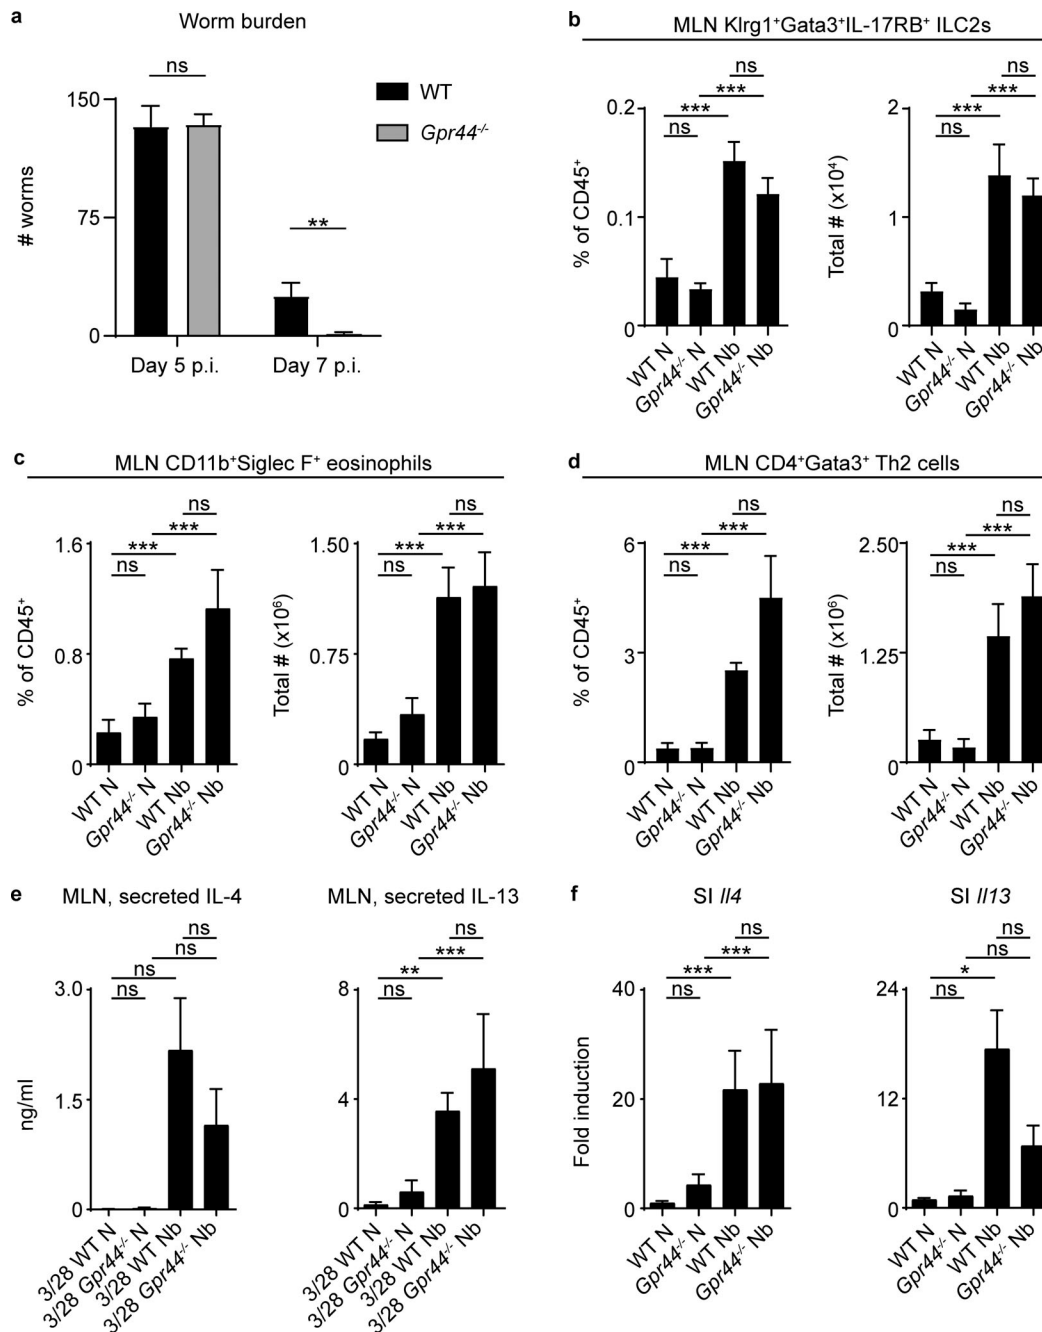 a
Worm burden
ns
**
# worms
150
75
0
Day 5 p.i.
Day 7 p.i.
WT
Gpr44-/-
b
MLN Klrg1+Gata3+IL-17RB+ ILC2s
ns
***
***
ns
% of CD45+
0.2
0.1
0
WT N
Gpr44-/- N
WT Nb
Gpr44-/- Nb
ns
***
***
ns
Total # (x10⁴)
2
1
0
WT N
Gpr44-/- N
WT Nb
Gpr44-/- Nb
c
MLN CD11b+Siglec F+ eosinophils
ns
***
***
ns
% of CD45+
1.6
0.8
0
WT N
Gpr44-/- N
WT Nb
Gpr44-/- Nb
ns
***
***
ns
Total # (x10⁶)
1.50
0.75
0
WT N
Gpr44-/- N
WT Nb
Gpr44-/- Nb
d
MLN CD4+Gata3+ Th2 cells
ns
***
***
ns
% of CD45+
6
3
0
WT N
Gpr44-/- N
WT Nb
Gpr44-/- Nb
ns
***
***
ns
Total # (x10⁶)
2.50
1.25
0
WT N
Gpr44-/- N
WT Nb
Gpr44-/- Nb
e
MLN, secreted IL-4
ns
ns
ns
ns
ng/ml
3.0
1.5
0
3/28 WT N
3/28 Gpr44-/- N
3/28 WT Nb
3/28 Gpr44-/- Nb
MLN, secreted IL-13
ns
***
**
ns
8
4
0
3/28 WT N
3/28 Gpr44-/- N
3/28 WT Nb
3/28 Gpr44-/- Nb
f
SI Il4
ns
***
***
ns
Fold induction
40
20
0
WT N
Gpr44-/- N
WT Nb
Gpr44-/- Nb
SI Il13
ns
ns
*
ns
24
12
0
WT N
Gpr44-/- N
WT Nb
Gpr44-/- Nb